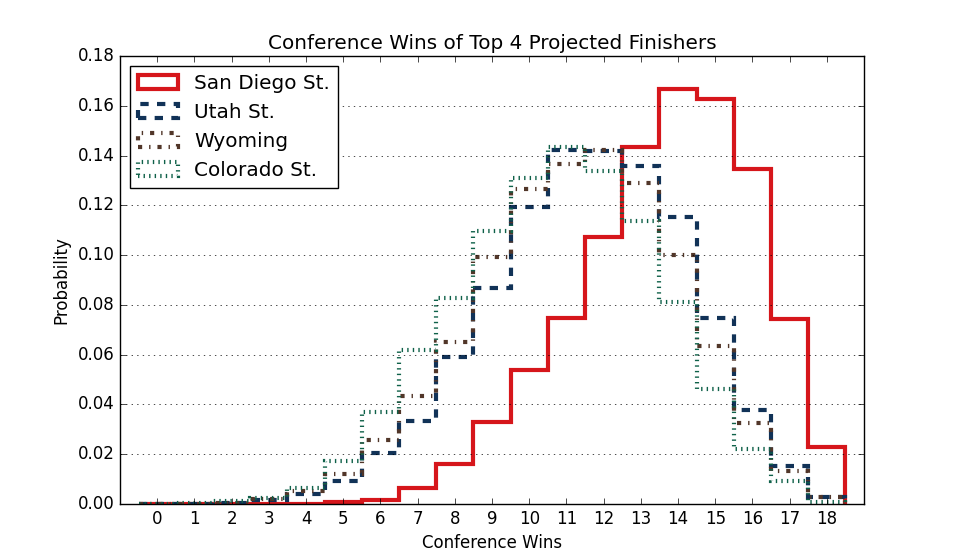 Conference Wins of Top 4 Projected Finishers
0.18
0.16
0.14
0.12
0.10
0.08
0.06
0.04
0.02
0.00
Probability
San Diego St.
Utah St.
Wyoming
Colorado St.
0 1 2 3 4 5 6 7 8 9 10 11 12 13 14 15 16 17 18
Conference Wins